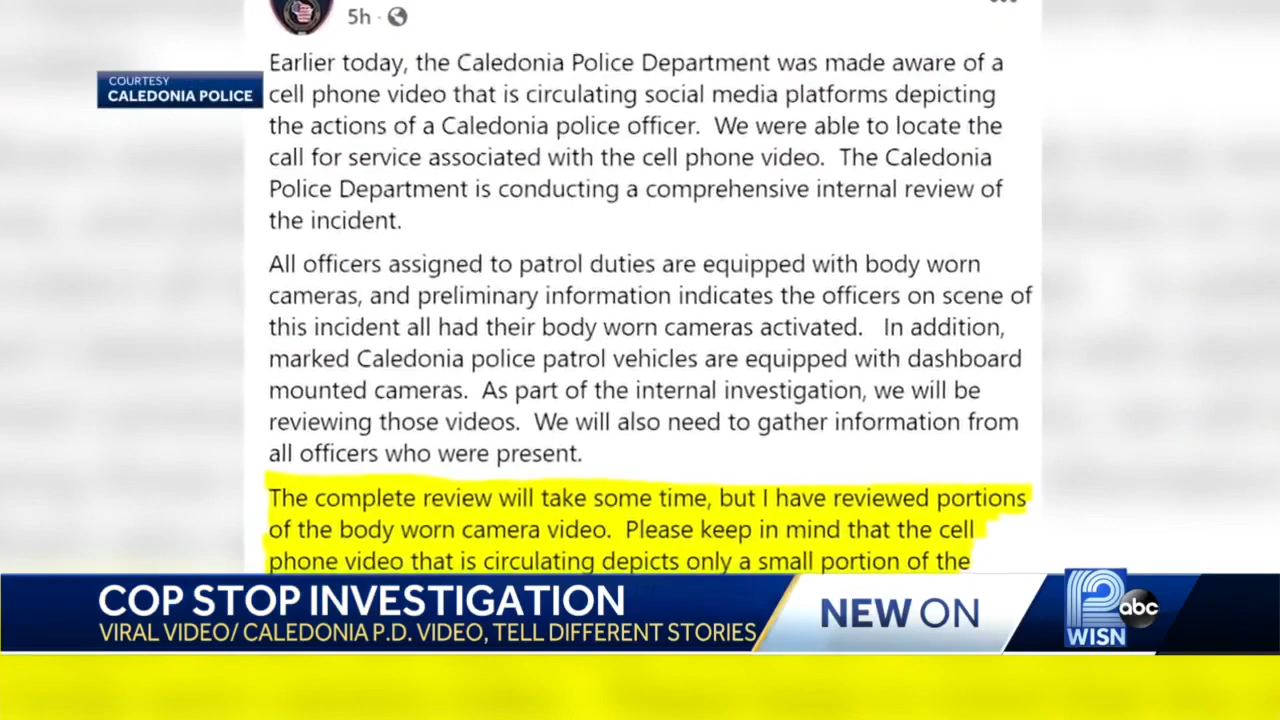 5h ·
Earlier today, the Caledonia Police Department was made aware of a
COURTESY
CALEDONIA POLICE
cell phone video that is circulating social media platforms depicting
the actions of a Caledonia police officer. We were able to locate the
call for service associated with the cell phone video. The Caledonia
Police Department is conducting a comprehensive internal review of
the incident.
All officers assigned to patrol duties are equipped with body worn
cameras, and preliminary information indicates the officers on scene of
this incident all had their body worn cameras activated. In addition,
marked Caledonia police patrol vehicles are equipped with dashboard
mounted cameras. As part of the internal investigation, we will be
reviewing those videos. We will also need to gather information from
all officers who were present.
The complete review will take some time, but I have reviewed portions
of the body worn camera video. Please keep in mind that the cell
phone video that is circulating depicts only a small portion of the
COP STOP INVESTIGATION
VIRAL VIDEO/ CALEDONIA P.D. VIDEO, TELL DIFFERENT STORIES
NEW ON
12
WISN
abc